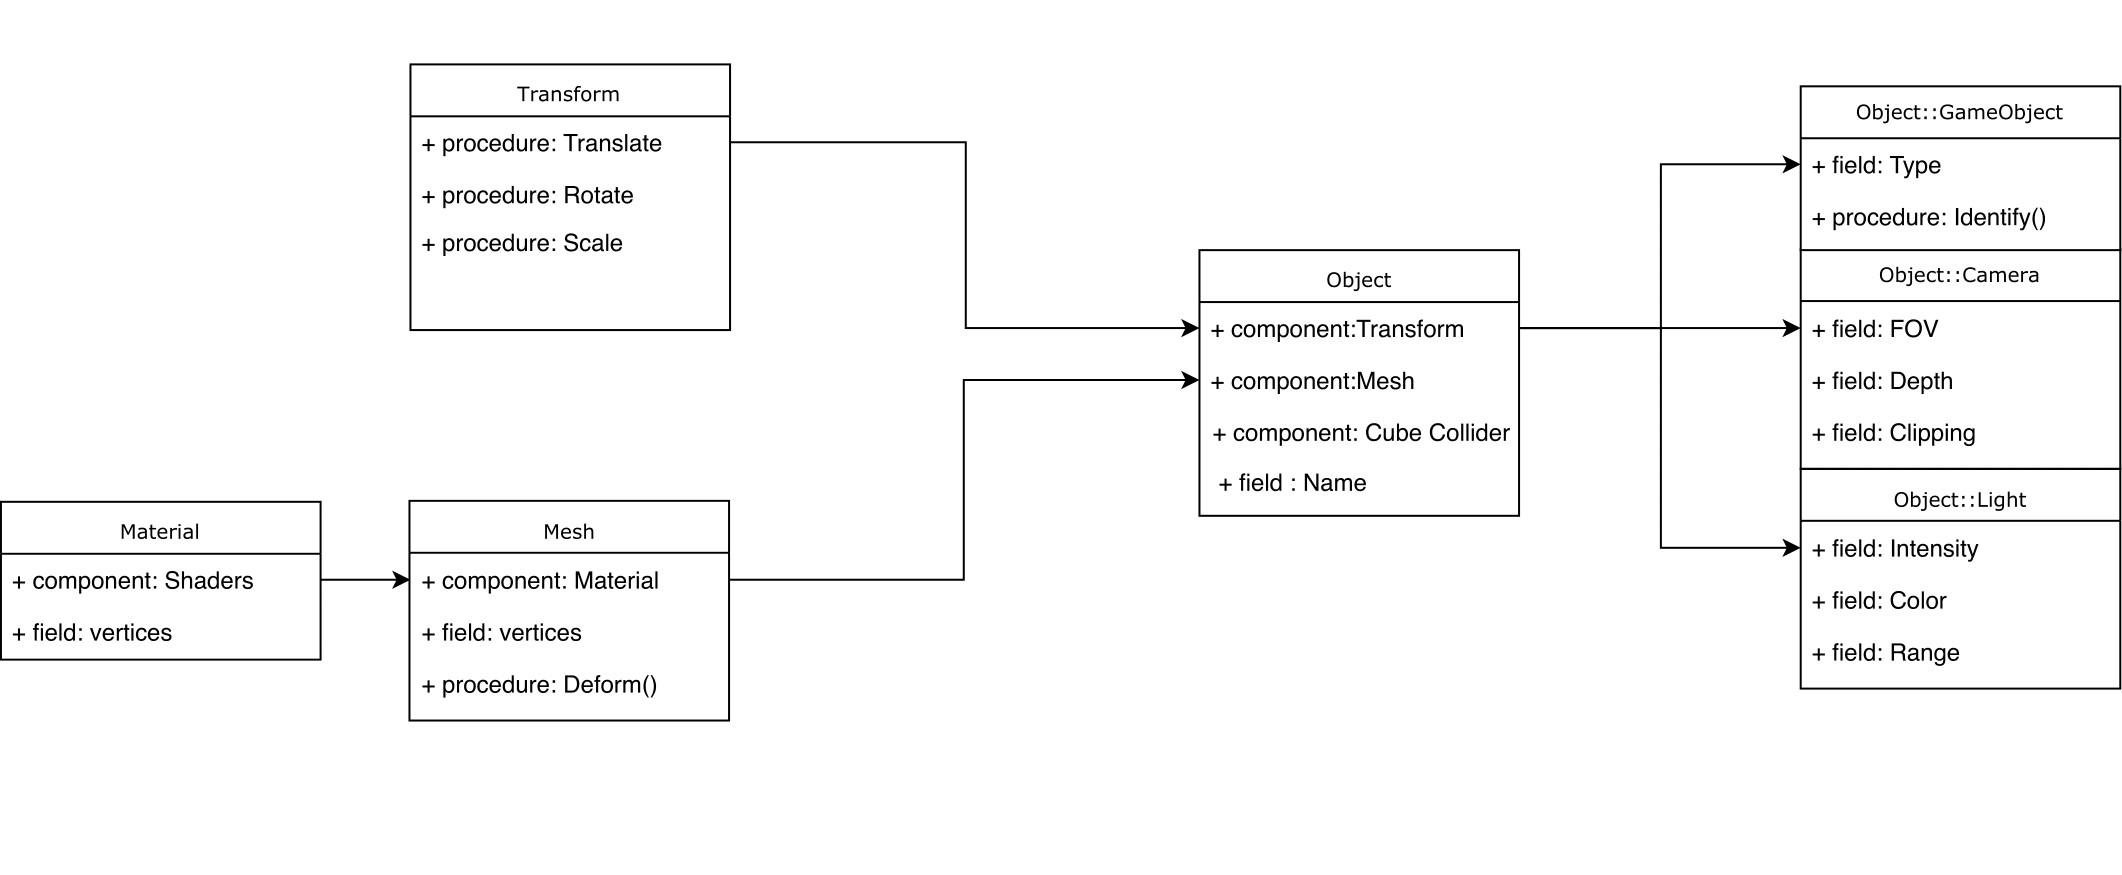 Transform
+ procedure: Translate
+ procedure: Rotate
+ procedure: Scale
Material
+ component: Shaders
+ field: vertices
Mesh
+ component: Material
+ field: vertices
+ procedure: Deform()
Object
+ component:Transform
+ component:Mesh
+ component: Cube Collider
+ field : Name
Object::GameObject
+ field: Type
+ procedure: Identify()
Object::Camera
+ field: FOV
+ field: Depth
+ field: Clipping
Object::Light
+ field: Intensity
+ field: Color
+ field: Range